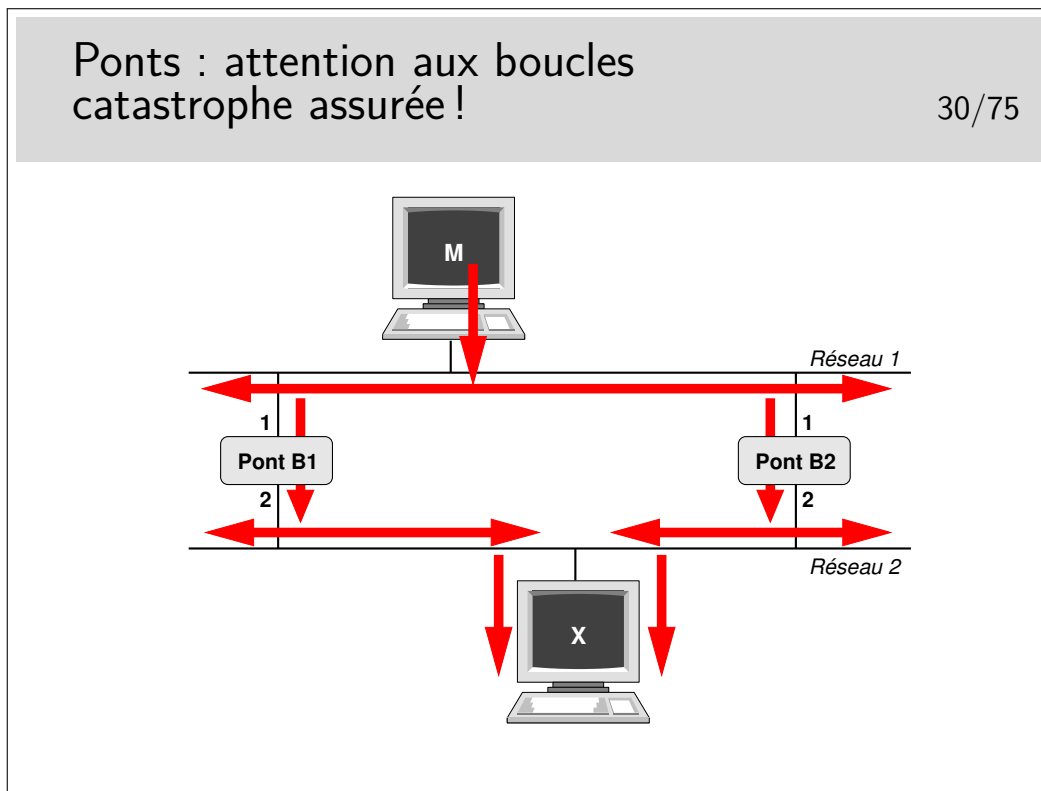 Ponts : attention aux boucles
catastrophe assurée !
30/75
M
Réseau 1
1
1
Pont B1
Pont B2
2
2
Réseau 2
X